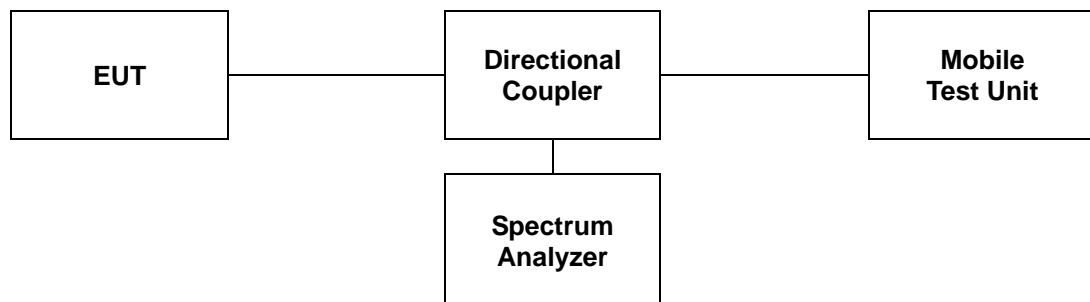 EUT
Directional
Coupler
Mobile
Test Unit
Spectrum
Analyzer